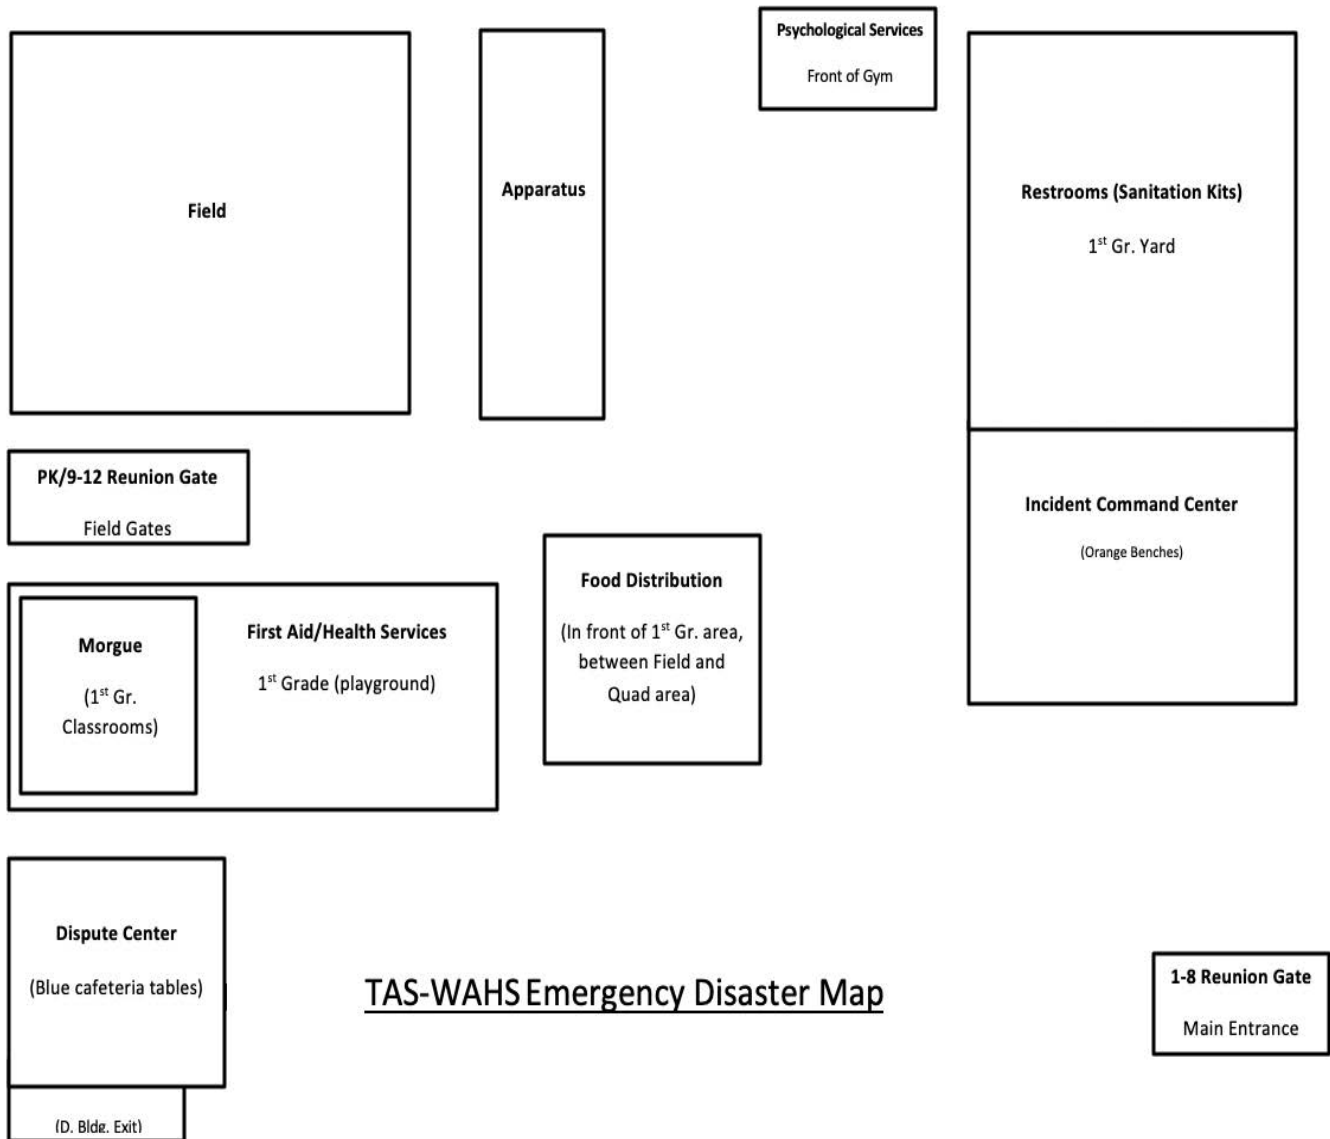 Psychological Services
Front of Gym
Field
Apparatus
Restrooms (Sanitation Kits)
1st Gr. Yard
PK/9-12 Reunion Gate
Field Gates
Incident Command Center
(Orange Benches)
Food Distribution
(In front of 1st Gr. area,
between Field and
Quad area)
Morgue
(1st Gr.
Classrooms)
First Aid/Health Services
1st Grade (playground)
Dispute Center
(Blue cafeteria tables)
TAS-WAHS Emergency Disaster Map
1-8 Reunion Gate
Main Entrance
(D. Bldg. Exit)